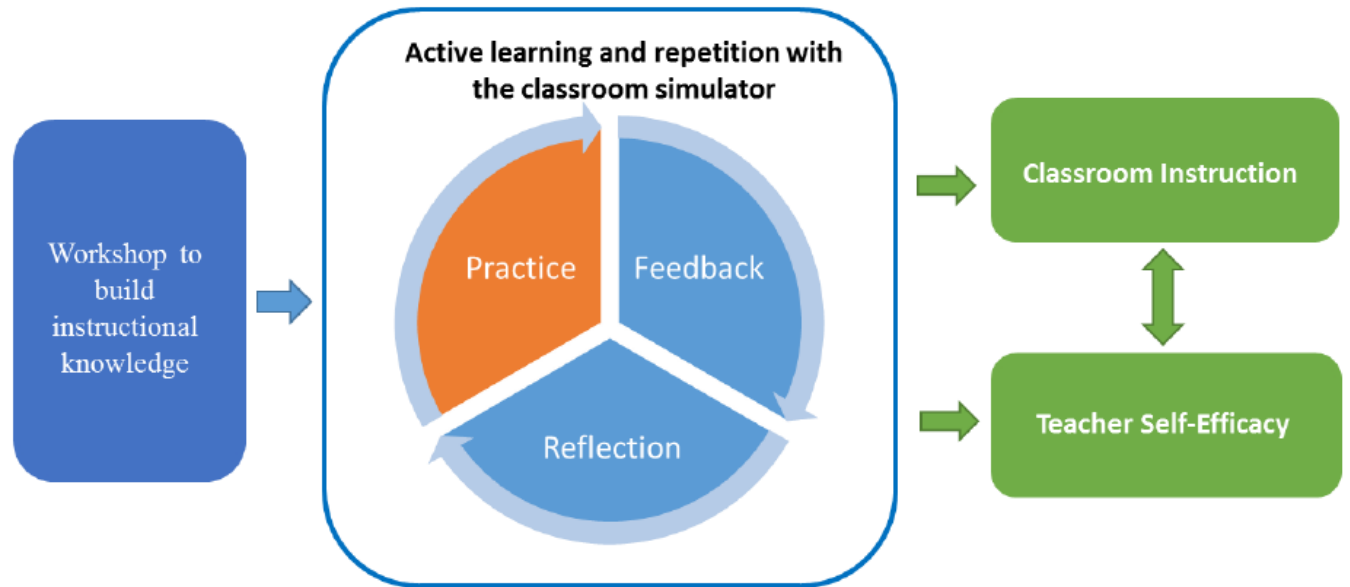 Active learning and repetition with
the classroom simulator
Workshop to
build
instructional
knowledge
Practice
Feedback
Reflection
Classroom Instruction
Teacher Self-Efficacy